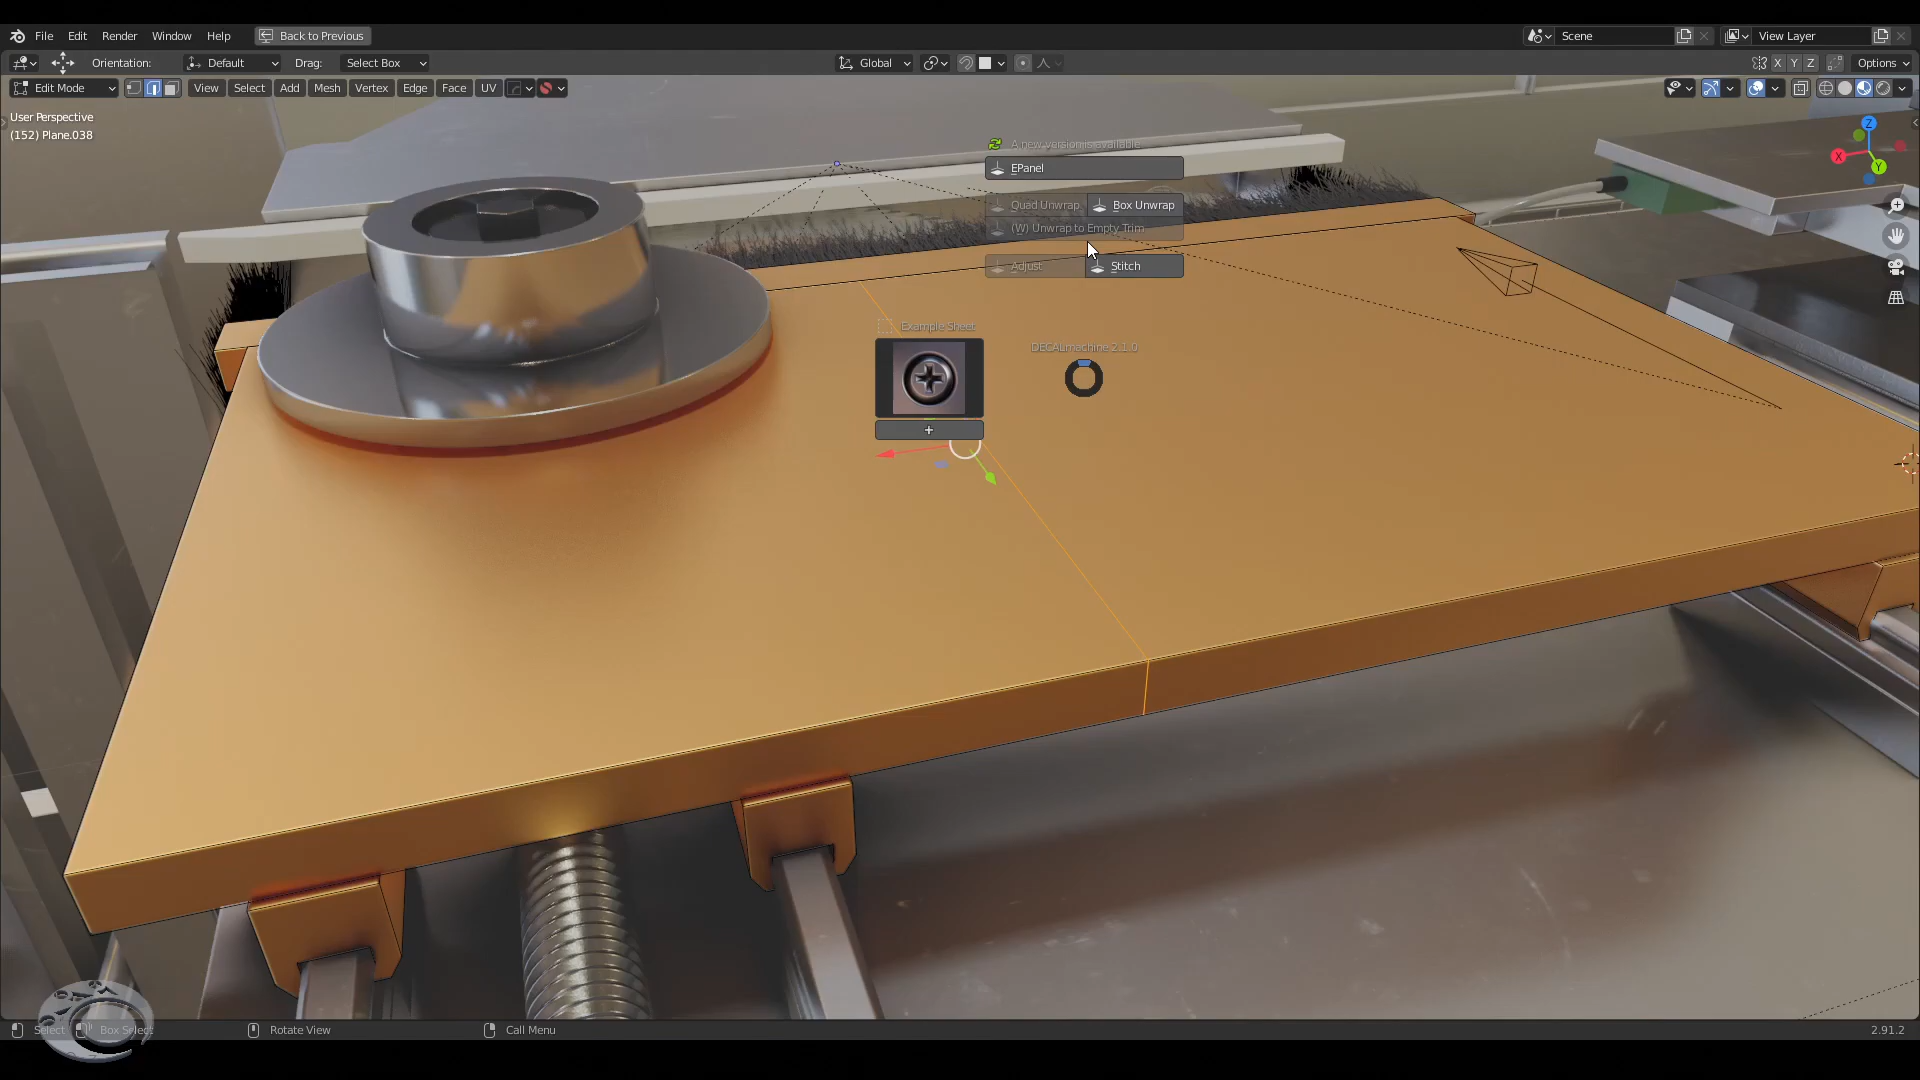 File Edit Render Window Help Back to Previous Scene View Layer
Orientation: Default Drag: Select Box Global X Y Z Options
Edit Mode View Select Add Mesh Vertex Edge Face UV
User Perspective
(152) Plane.038
Z
X
Y
A new version is available
EPanel
Quad Unwrap Box Unwrap
(W) Unwrap to Empty Trim
Adjust Stitch
Example Sheet
DECALmachine 2.1.0
+
Select Box Select Rotate View Call Menu 2.91.2